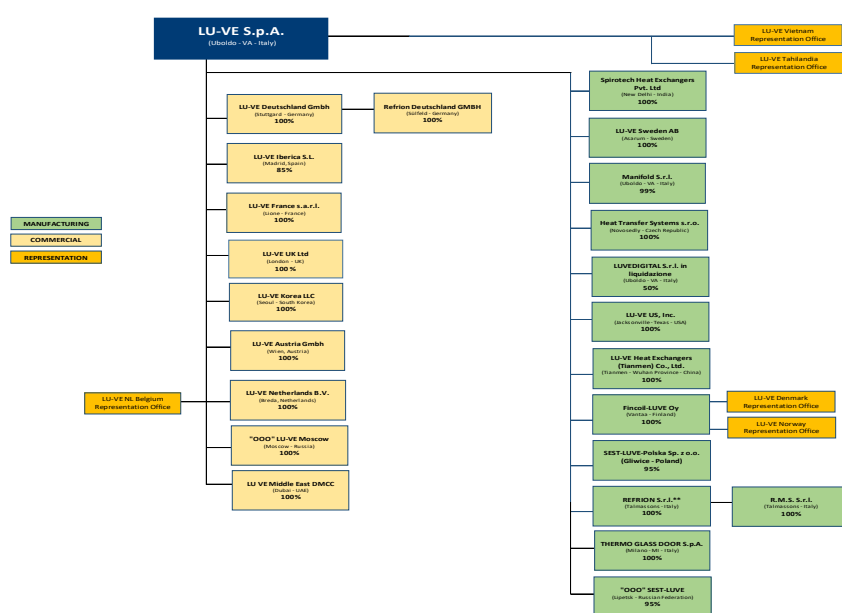 LU-VE S.p.A.
(Uboldo - VA - Italy)
LU-VE Vietnam
Representation Office
LU-VE Tahilandia
Representation Office
LU-VE Deutschland Gmbh
(Stuttgard - Germany)
100%
Refrion Deutschland GMBH
(Solfeld - Germany)
100%
LU-VE Iberica S.L.
(Madrid, Spain)
85%
LU-VE France s.a.r.l.
(Lione - France)
100%
LU-VE UK Ltd
(London - UK)
100 %
LU-VE Korea LLC
(Seoul - South Korea)
100%
LU-VE Austria Gmbh
(Wien, Austria)
100%
LU-VE Netherlands B.V.
(Breda, Netherlands)
100%
LU-VE NL Belgium
Representation Office
"OOO" LU-VE Moscow
(Moscow - Russia)
100%
LU VE Middle East DMCC
(Dubai - UAE)
100%
MANUFACTURING
COMMERCIAL
REPRESENTATION
Spirotech Heat Exchangers
Pvt. Ltd
(New Delhi - India)
100%
LU-VE Sweden AB
(Asarum - Sweden)
100%
Manifold S.r.l.
(Uboldo - VA - Italy)
99%
Heat Transfer Systems s.r.o.
(Novosedly - Czech Republic)
100%
LUVEDIGITAL S.r.l. in
liquidazione
(Uboldo - VA - Italy)
50%
LU-VE US, Inc.
(Jacksonville - Texas - USA)
100%
LU-VE Heat Exchangers
(Tianmen) Co., Ltd.
(Tianmen - Wuhan Province - China)
100%
Fincoil-LUVE Oy
(Vantaa - Finland)
100%
LU-VE Denmark
Representation Office
LU-VE Norway
Representation Office
SEST-LUVE-Polska Sp. z o.o.
(Gliwice - Poland)
95%
REFRION S.r.l.**
(Talmassons - Italy)
100%
R.M.S. S.r.l.
(Talmassons - Italy)
100%
THERMO GLASS DOOR S.p.A.
(Milano - MI - Italy)
100%
"OOO" SEST-LUVE
(Lipetsk - Russian Federation)
95%